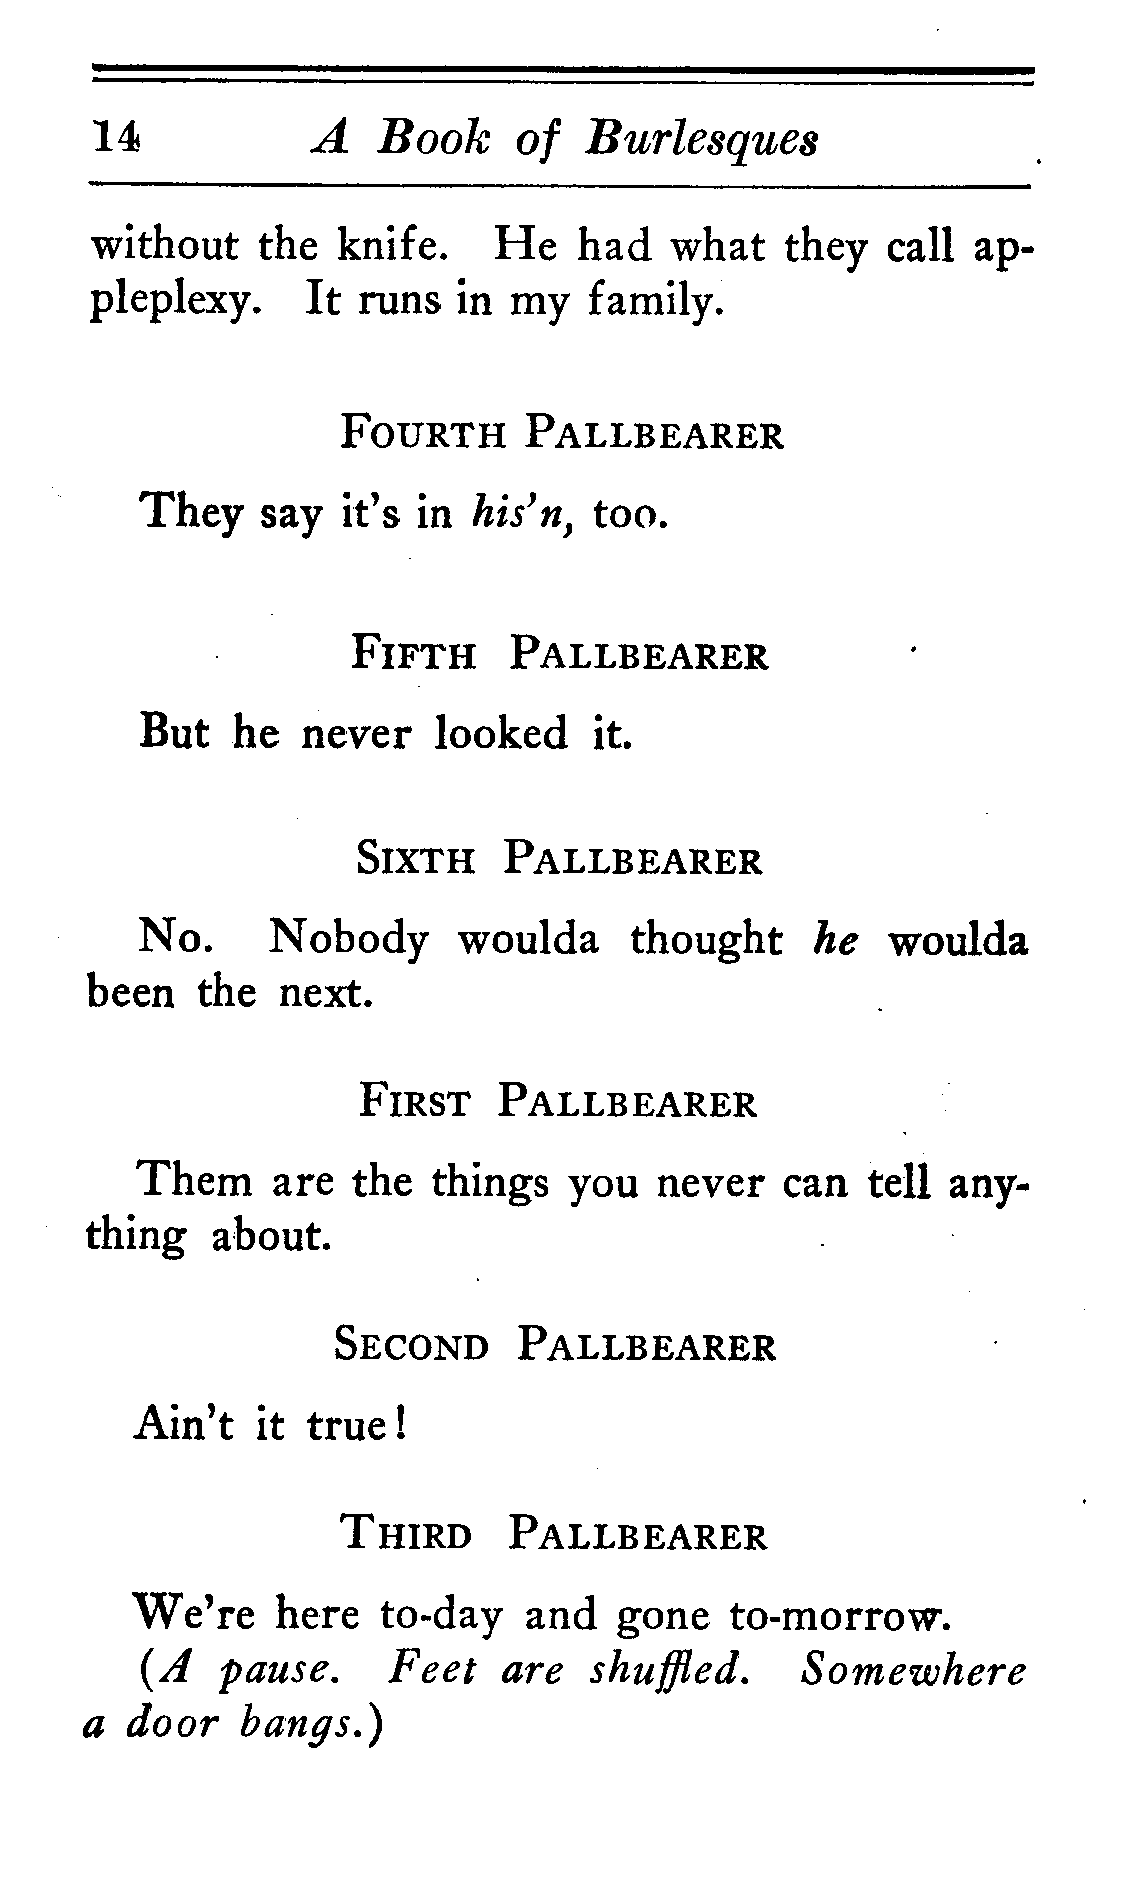 14 A Book of Burlesques
without the knife. He had what they call ap-
pleplexy. It runs in my family.
FOURTH PALLBEARER
They say it's in his'n, too.
FIFTH PALLBEARER
But he never looked it.
SIXTH PALLBEARER
No. Nobody woulda thought he woulda
been the next.
FIRST PALLBEARER
Them are the things you never can tell any-
thing about.
SECOND PALLBEARER
Ain't it true!
THIRD PALLBEARER
We're here to-day and gone to-morrow.
(A pause. Feet are shuffled. Somewhere
a door bangs.)